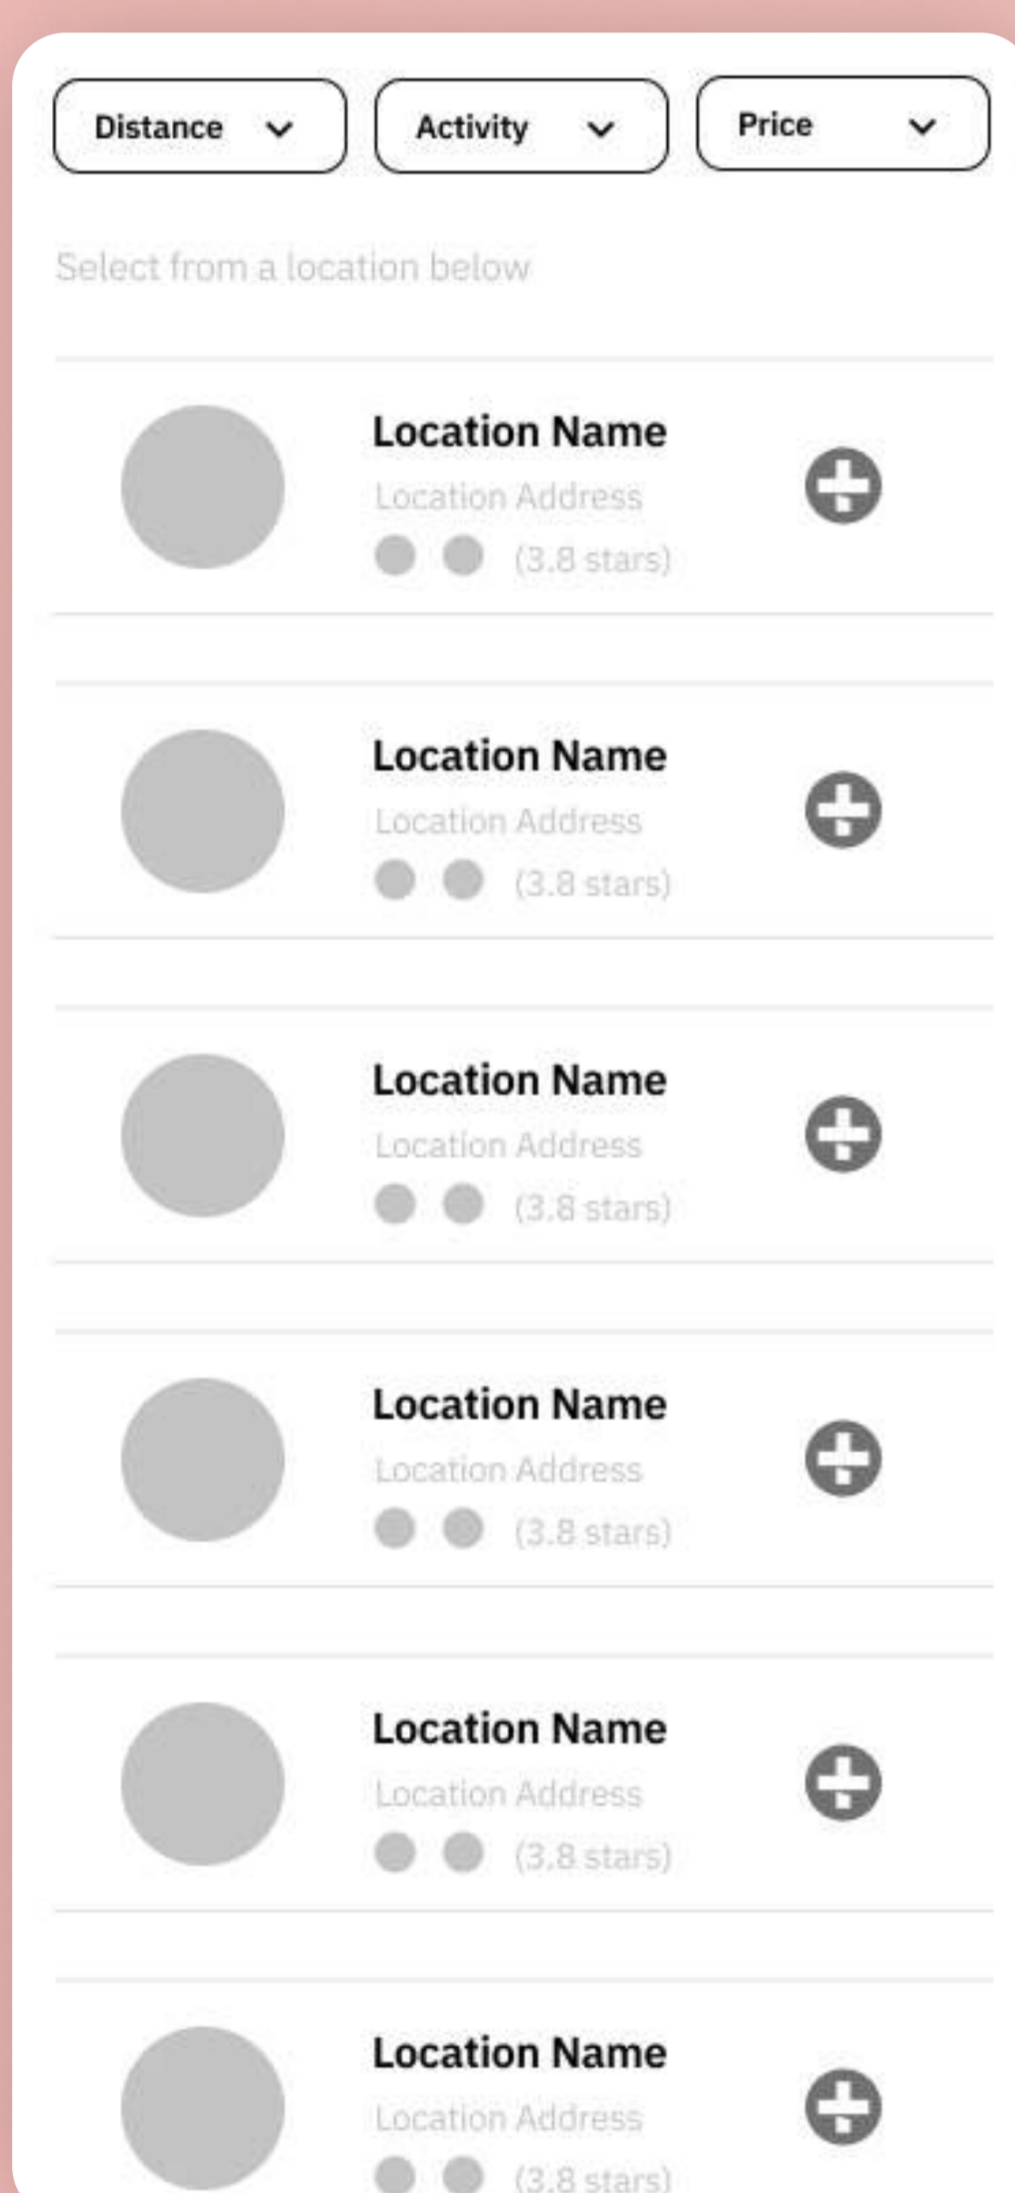 Distance Activity Price
Select from a location below
Location Name
Location Address
(3.8 stars)
Location Name
Location Address
(3.8 stars)
Location Name
Location Address
(3.8 stars)
Location Name
Location Address
(3.8 stars)
Location Name
Location Address
(3.8 stars)
Location Name
Location Address
(3.8 stars)